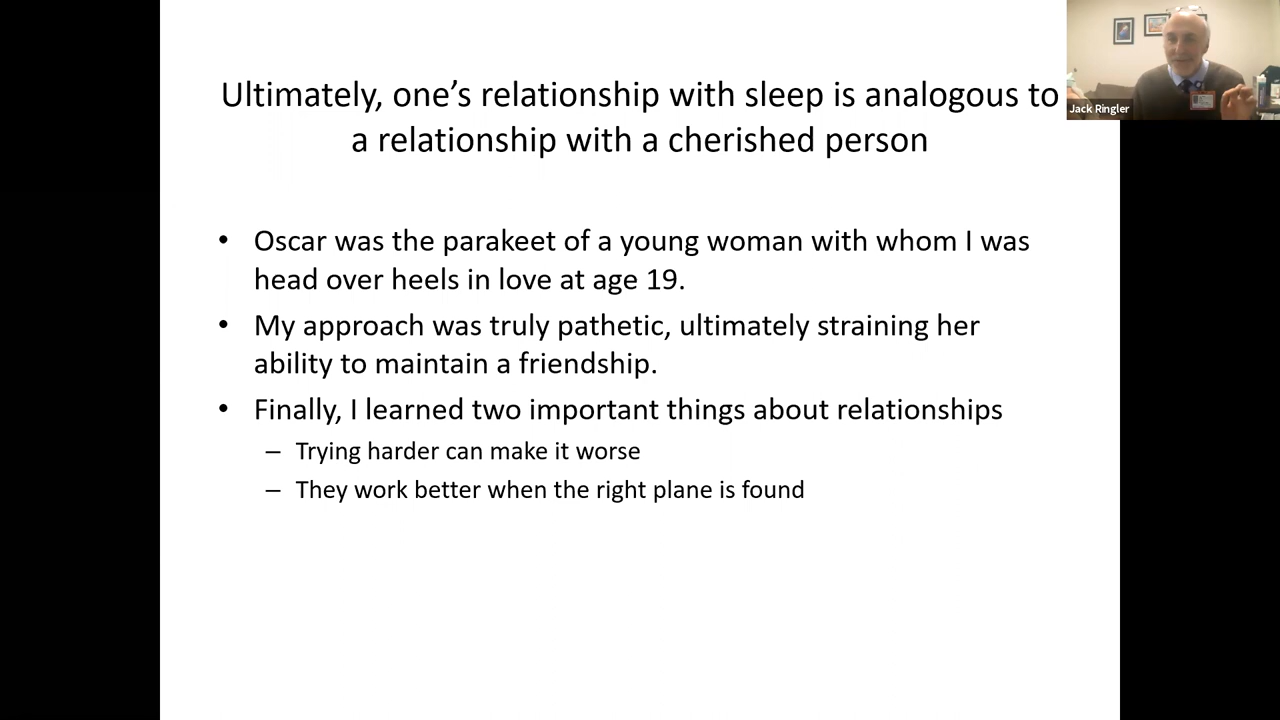 Ultimately, one’s relationship with sleep is analogous to
a relationship with a cherished person
Jack Ringler
• Oscar was the parakeet of a young woman with whom I was
head over heels in love at age 19.
• My approach was truly pathetic, ultimately straining her
ability to maintain a friendship.
• Finally, I learned two important things about relationships
– Trying harder can make it worse
– They work better when the right plane is found